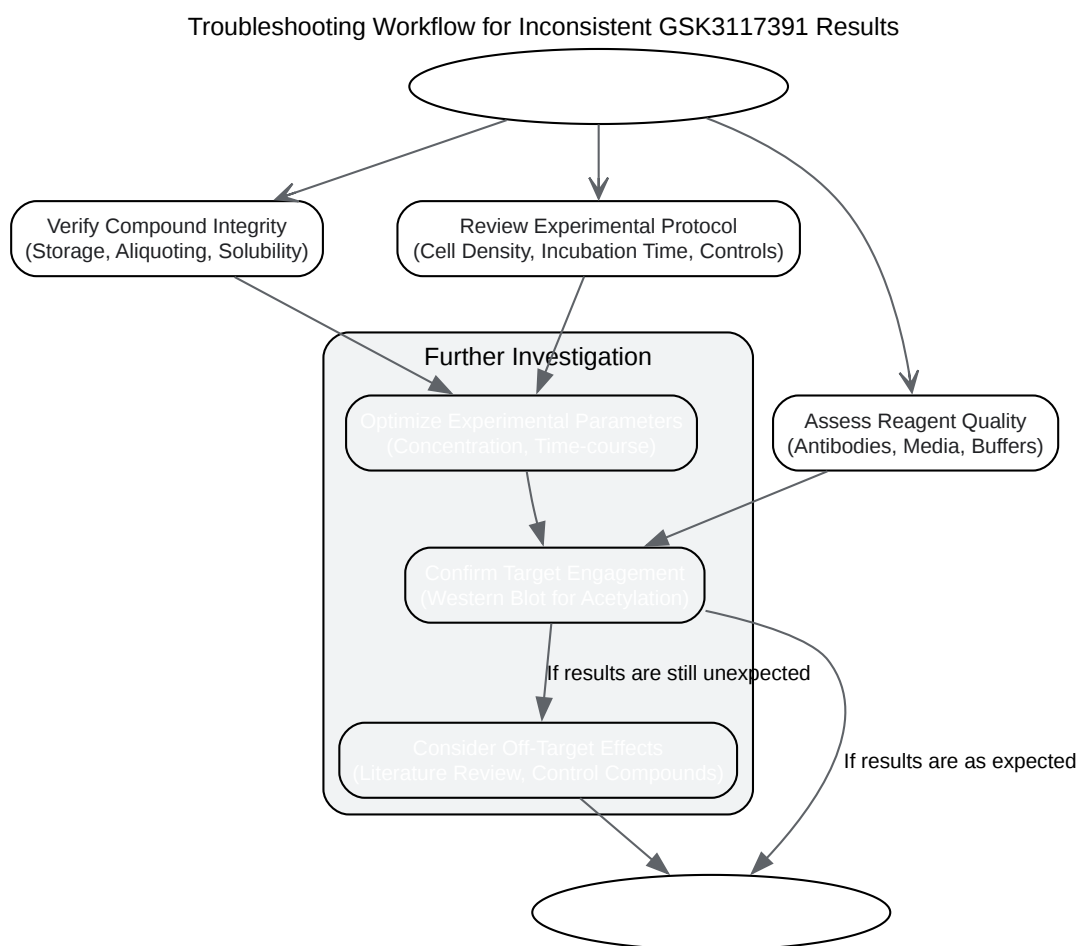 Troubleshooting Workflow for Inconsistent GSK3117391 Results
Verify Compound Integrity
(Storage, Aliquoting, Solubility)
Review Experimental Protocol
(Cell Density, Incubation Time, Controls)
Further Investigation
Optimize Experimental Parameters
(Concentration, Time-course)
Assess Reagent Quality
(Antibodies, Media, Buffers)
Confirm Target Engagement
(Western Blot for Acetylation)
If results are still unexpected
Consider Off-Target Effects
(Literature Review, Control Compounds)
If results are as expected